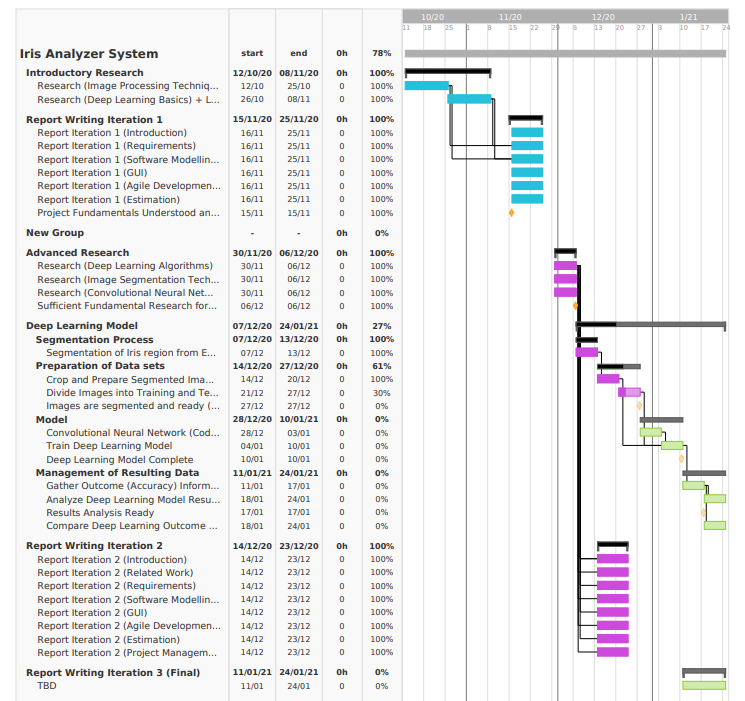 10/20 11/20 12/20 1/21
11 18 25 1 8 15 22 29 6 13 20 27 3 10 17 24
Iris Analyzer System start end 0h 78%
Introductory Research 12/10/20 08/11/20 0h 100%
Research (Image Processing Techniq... 12/10 25/10 0 100%
Research (Deep Learning Basics) + L... 26/10 08/11 0 100%
Report Writing Iteration 1 15/11/20 25/11/20 0h 100%
Report Iteration 1 (Introduction) 16/11 25/11 0 100%
Report Iteration 1 (Requirements) 16/11 25/11 0 100%
Report Iteration 1 (Software Modellin... 16/11 25/11 0 100%
Report Iteration 1 (GUI) 16/11 25/11 0 100%
Report Iteration 1 (Agile Developmen... 16/11 25/11 0 100%
Report Iteration 1 (Estimation) 16/11 25/11 0 100%
Project Fundamentals Understood an... 15/11 15/11 0 100%
New Group - - 0h 0%
Advanced Research 30/11/20 06/12/20 0h 100%
Research (Deep Learning Algorithms) 30/11 06/12 0 100%
Research (Image Segmentation Tech... 30/11 06/12 0 100%
Research (Convolutional Neural Net... 30/11 06/12 0 100%
Sufficient Fundamental Research for... 06/12 06/12 0 100%
Deep Learning Model 07/12/20 24/01/21 0h 27%
Segmentation Process 07/12/20 13/12/20 0h 100%
Segmentation of Iris region from E... 07/12 13/12 0 100%
Preparation of Data sets 14/12/20 27/12/20 0h 61%
Crop and Prepare Segmented Ima... 14/12 20/12 0 100%
Divide Images into Training and Te... 21/12 27/12 0 30%
Images are segmented and ready (... 27/12 27/12 0 0%
Model 28/12/20 10/01/21 0h 0%
Convolutional Neural Network (Cod... 28/12 03/01 0 0%
Train Deep Learning Model 04/01 10/01 0 0%
Deep Learning Model Complete 10/01 10/01 0 0%
Management of Resulting Data 11/01/21 24/01/21 0h 0%
Gather Outcome (Accuracy) Inform... 11/01 17/01 0 0%
Analyze Deep Learning Model Resu... 18/01 24/01 0 0%
Results Analysis Ready 17/01 17/01 0 0%
Compare Deep Learning Outcome ... 18/01 24/01 0 0%
Report Writing Iteration 2 14/12/20 23/12/20 0h 100%
Report Iteration 2 (Introduction) 14/12 23/12 0 100%
Report Iteration 2 (Related Work) 14/12 23/12 0 100%
Report Iteration 2 (Requirements) 14/12 23/12 0 100%
Report Iteration 2 (Software Modellin... 14/12 23/12 0 100%
Report Iteration 2 (GUI) 14/12 23/12 0 100%
Report Iteration 2 (Agile Developmen... 14/12 23/12 0 100%
Report Iteration 2 (Estimation) 14/12 23/12 0 100%
Report Iteration 2 (Project Managem... 14/12 23/12 0 100%
Report Writing Iteration 3 (Final) 11/01/21 24/01/21 0h 0%
TBD 11/01 24/01 0 0%